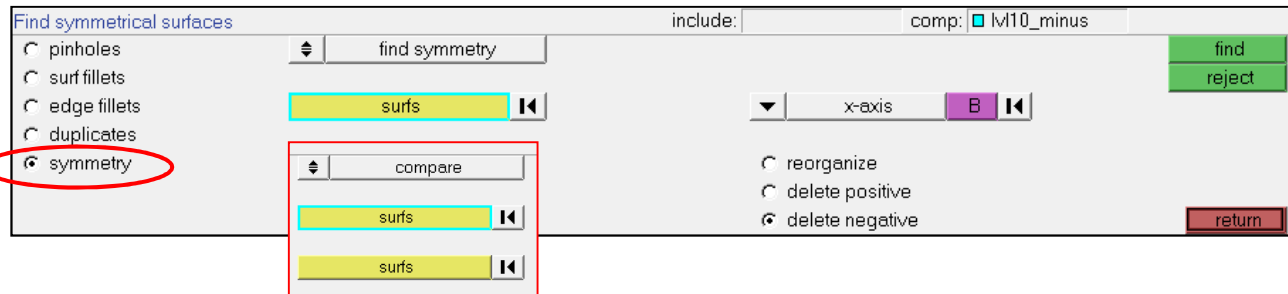 Find symmetrical surfaces include: comp: lvl10_minus
pinholes find symmetry find
surf fillets reject
edge fillets surfs x-axis B
duplicates
symmetry compare reorganize
delete positive
surfs delete negative return
surfs